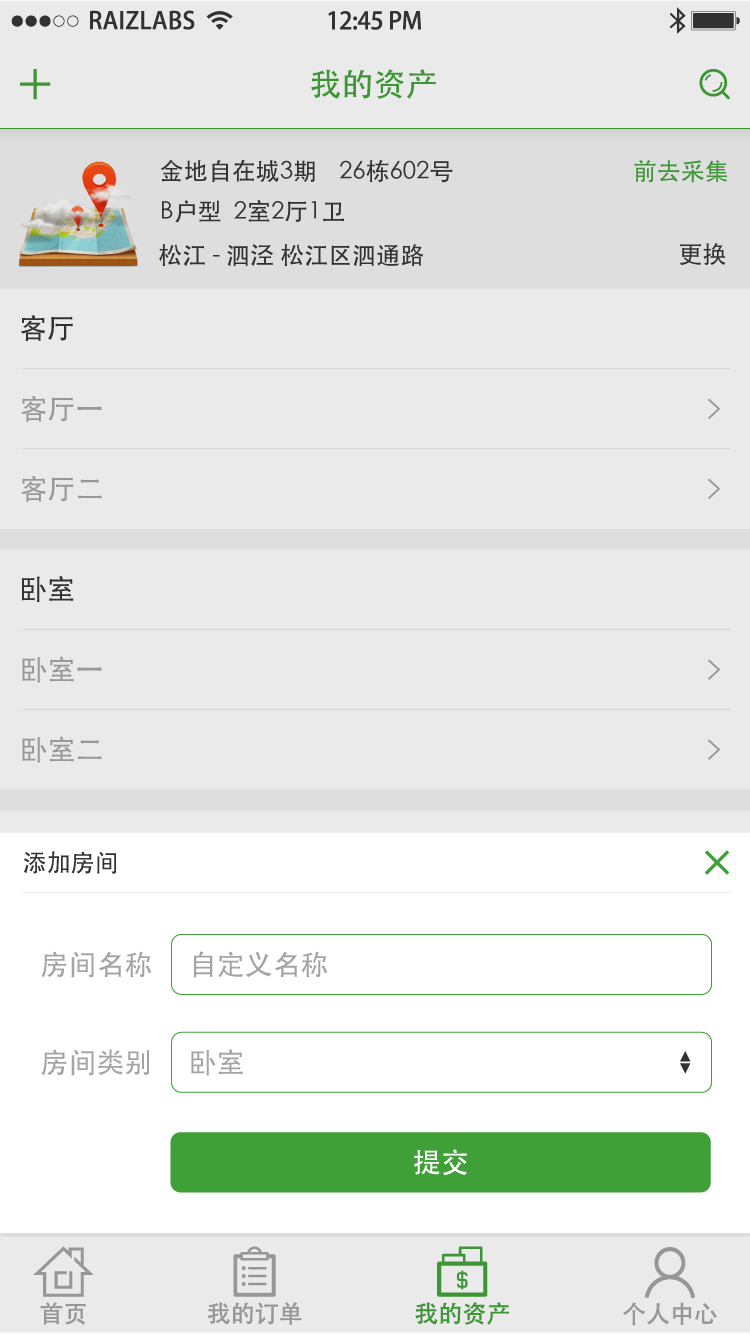 RAIZLABS 12:45 PM
我的资产
金地自在城3期 26栋602号 前去采集
B户型 2室2厅1卫
松江 - 泗泾 松江区泗通路 更换
客厅
客厅一
客厅二
卧室
卧室一
卧室二
添加房间
房间名称 自定义名称
房间类别 卧室
提交
$
首页 我的订单 我的资产 个人中心